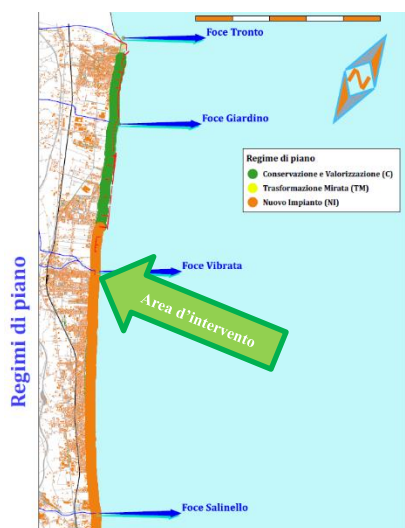 Foce Tronto
Foce Giardino
Regime di piano
Conservazione e Valorizzazione (C)
Trasformazione Mirata (TM)
Nuovo Impianto (NI)
Regimi di piano
Foce Vibrata
Area d'intervento
Foce Salinello